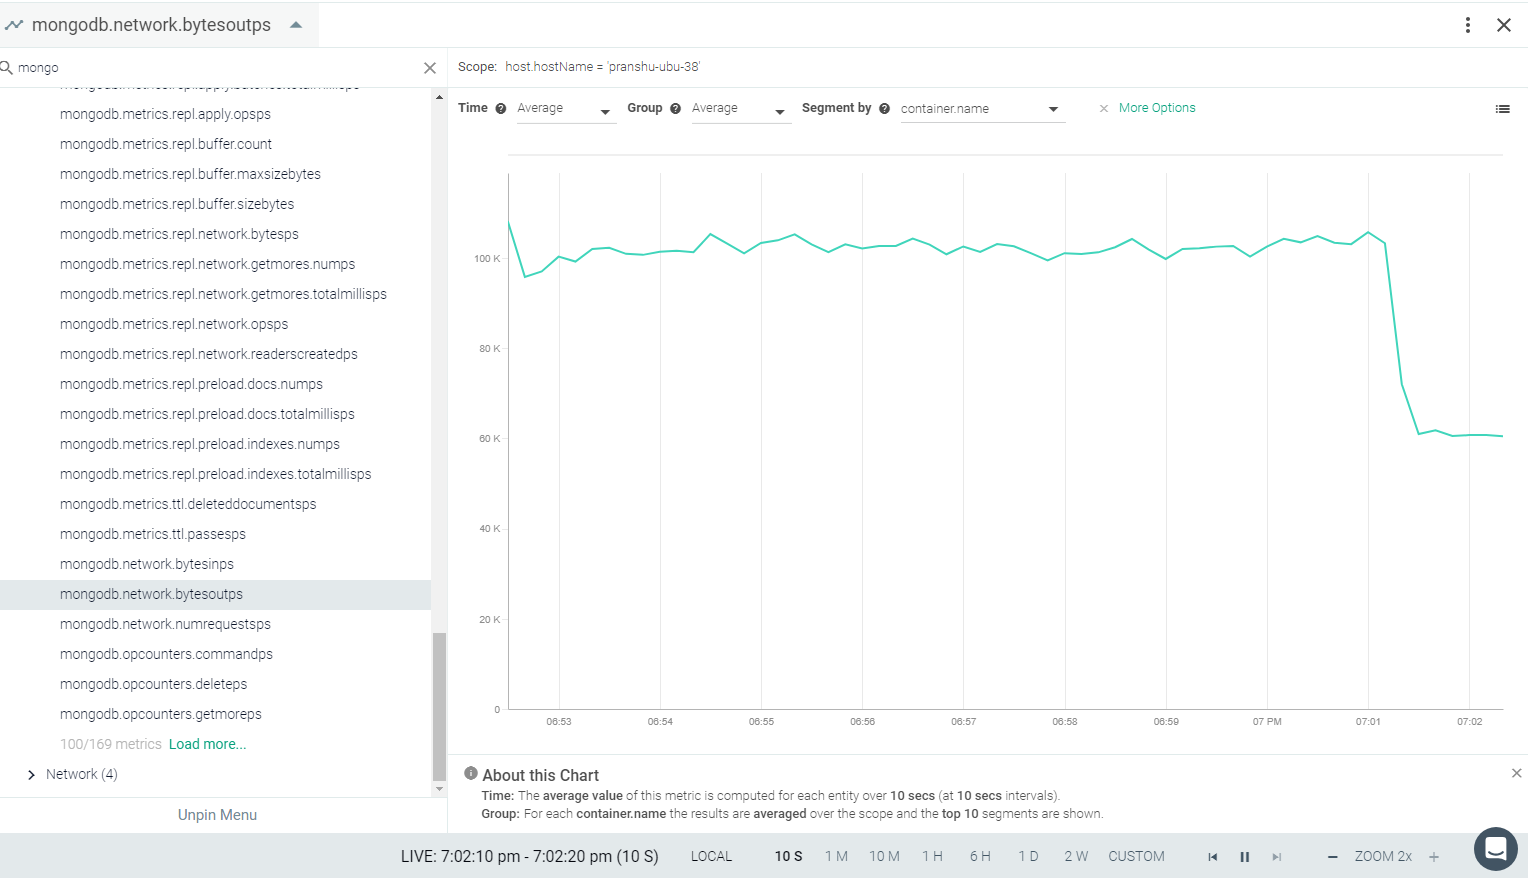 mongodb.network.bytesoutps
mongo
Scope: host.hostName = 'pranshu-ubu-38'
Time Average Group Average Segment by container.name × More Options
mongodb.metrics.repl.apply.opsps
mongodb.metrics.repl.buffer.count
mongodb.metrics.repl.buffer.maxsizebytes
mongodb.metrics.repl.buffer.sizebytes
mongodb.metrics.repl.network.bytesps
mongodb.metrics.repl.network.getmores.numps
mongodb.metrics.repl.network.getmores.totalmillisps
mongodb.metrics.repl.network.opsps
mongodb.metrics.repl.network.readerscreatedps
mongodb.metrics.repl.preload.docs.numps
mongodb.metrics.repl.preload.docs.totalmillisps
mongodb.metrics.repl.preload.indexes.numps
mongodb.metrics.repl.preload.indexes.totalmillisps
mongodb.metrics.ttl.deleteddocumentsps
mongodb.metrics.ttl.passesps
mongodb.network.bytesinps
mongodb.network.bytesoutps
mongodb.network.numrequestsps
mongodb.opcounters.commandps
mongodb.opcounters.deleteps
mongodb.opcounters.getmoreps
100/169 metrics Load more...
Network (4)
Unpin Menu
100 K
80 K
60 K
40 K
20 K
0
06:53 06:54 06:55 06:56 06:57 06:58 06:59 07 PM 07:01 07:02
About this Chart
Time: The average value of this metric is computed for each entity over 10 secs (at 10 secs intervals).
Group: For each container.name the results are averaged over the scope and the top 10 segments are shown.
LIVE: 7:02:10 pm - 7:02:20 pm (10 S) LOCAL 10 S 1 M 10 M 1 H 6 H 1 D 2 W CUSTOM ZOOM 2x